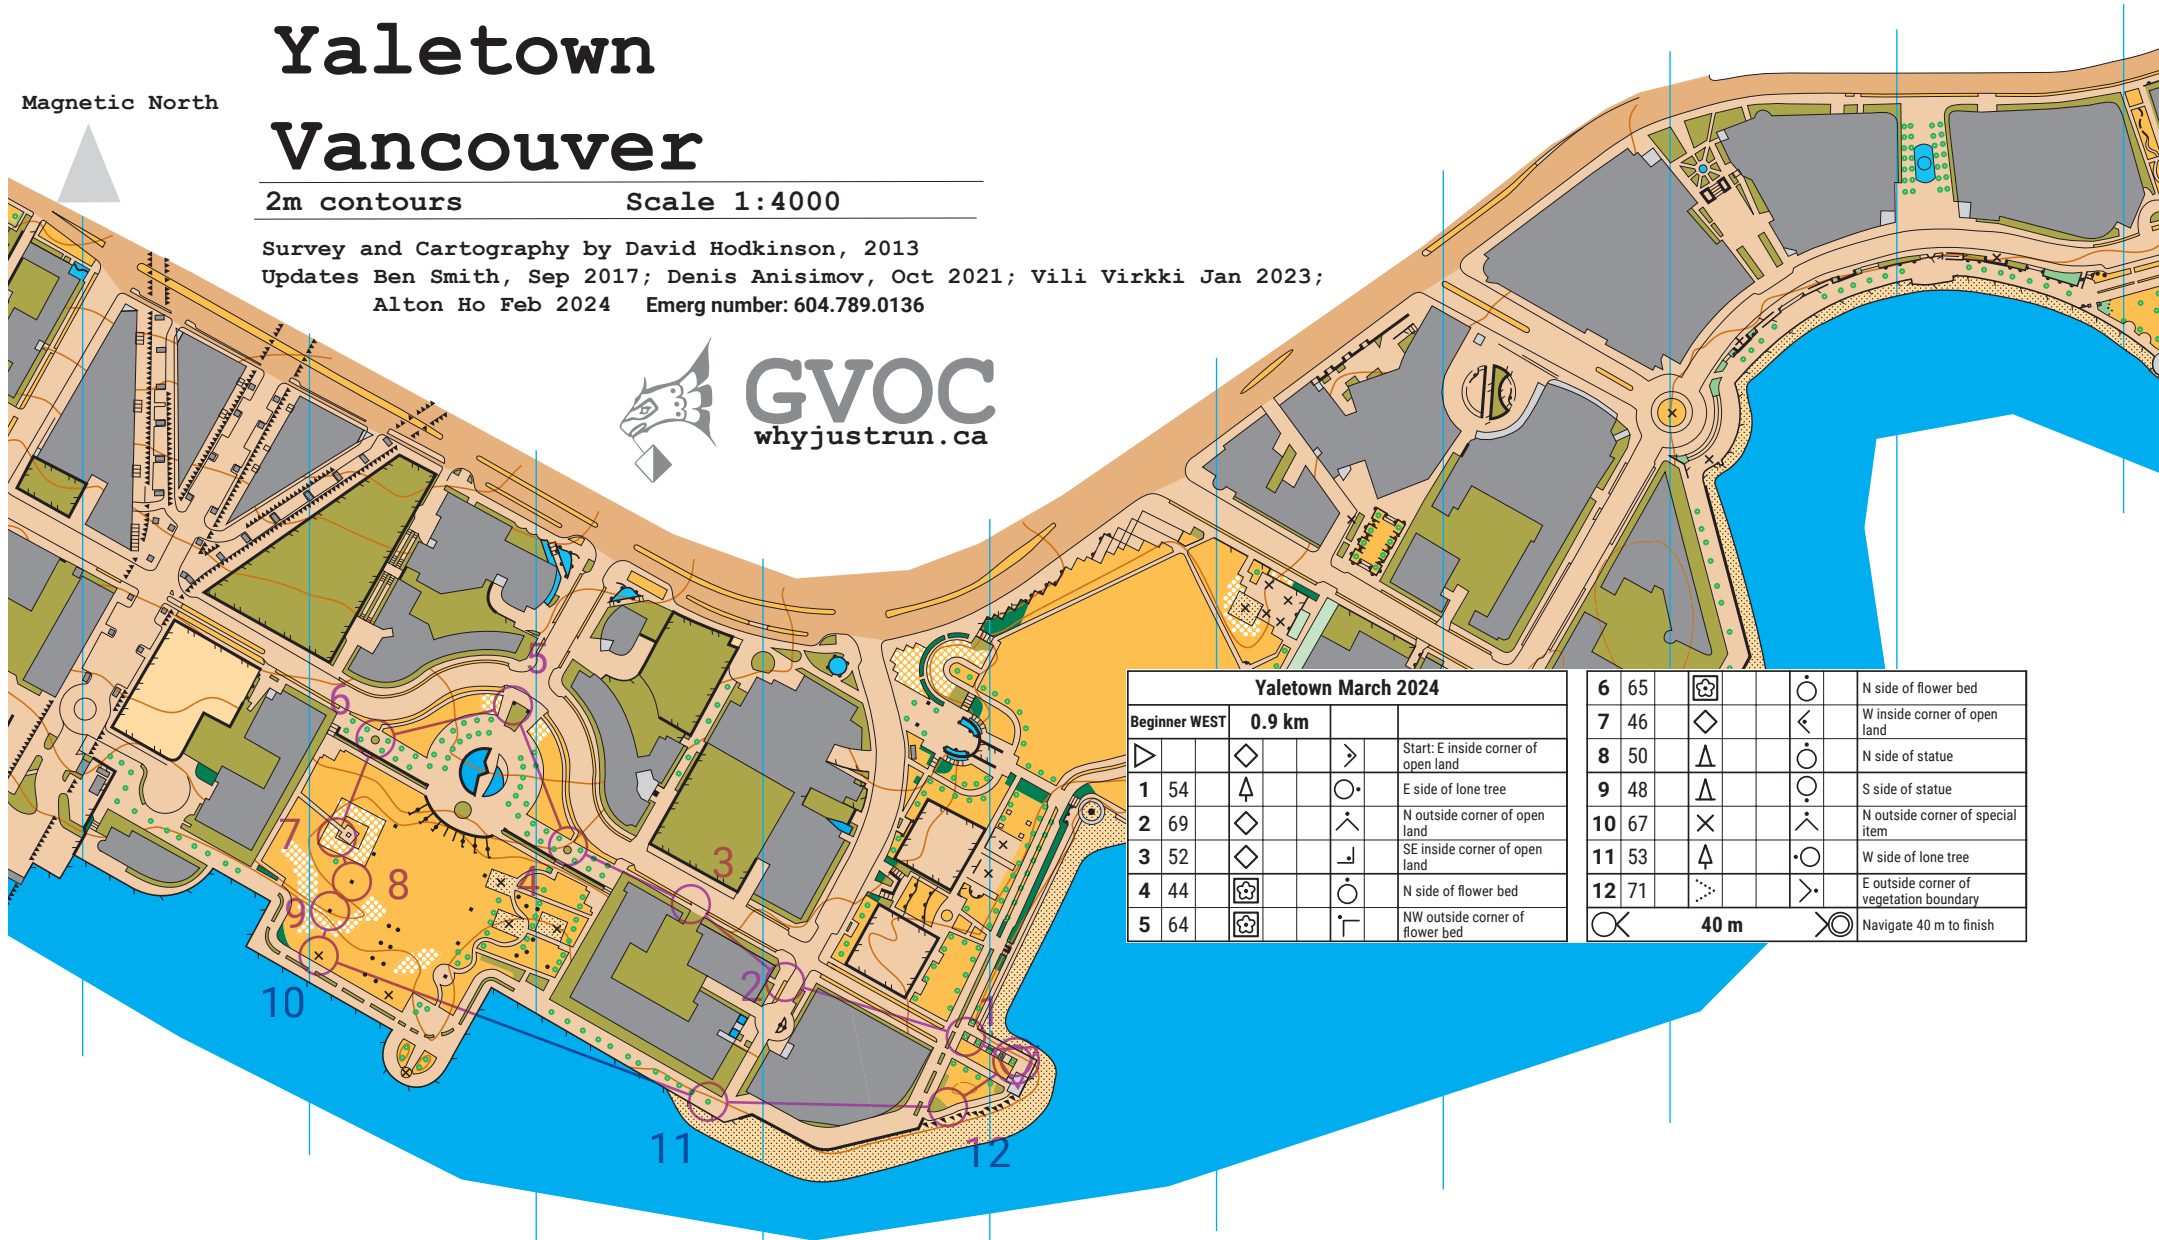 Yaletown
Magnetic North
Vancouver
2m contours Scale 1:4000
Survey and Cartography by David Hodkinson, 2013
Updates Ben Smith, Sep 2017; Denis Anisimov, Oct 2021; Vili Virkki Jan 2023;
Alton Ho Feb 2024 Emerg number: 604.789.0136
GVOC
whyjustrun.ca
5
6
7
8
9
10
4
3
2
1
11
12
Yaletown March 2024
Beginner WEST 0.9 km
Start: E inside corner of
open land
1 54 E side of lone tree
2 69 N outside corner of open
land
3 52 SE inside corner of open
land
4 44 N side of flower bed
5 64 NW outside corner of
flower bed
6 65 N side of flower bed
7 46 W inside corner of open
land
8 50 N side of statue
9 48 S side of statue
10 67 N outside corner of special
item
11 53 W side of lone tree
12 71 E outside corner of
vegetation boundary
40 m Navigate 40 m to finish